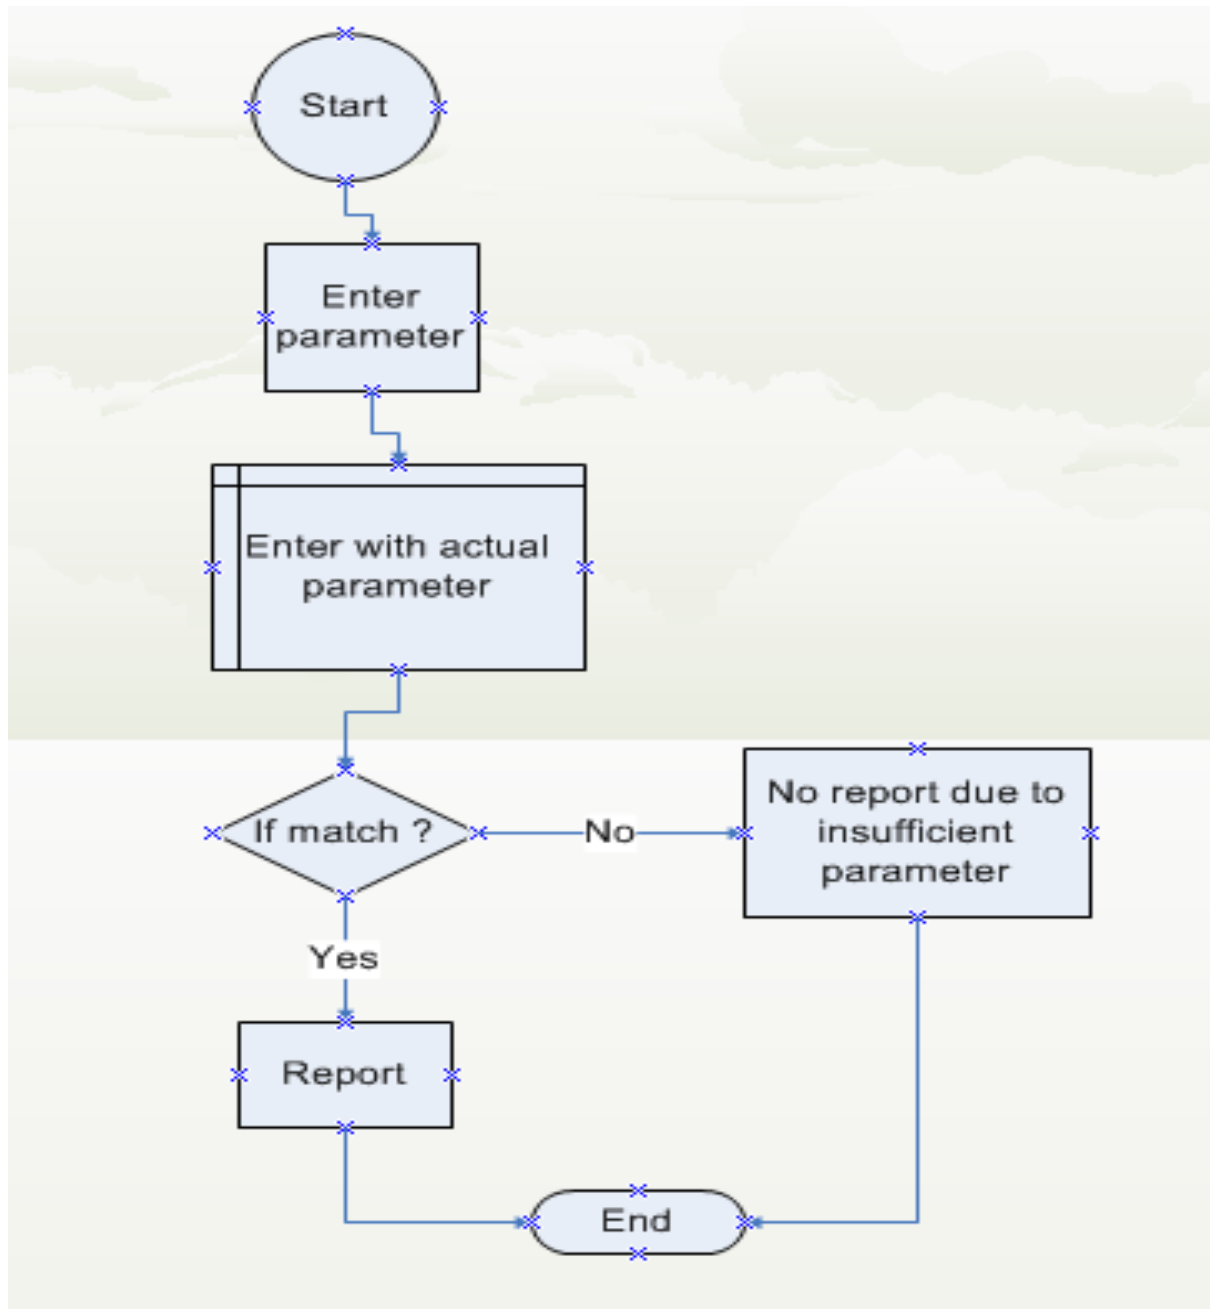 Start
Enter
parameter
Enter with actual
parameter
If match ?
No
No report due to
insufficient
parameter
Yes
Report
End